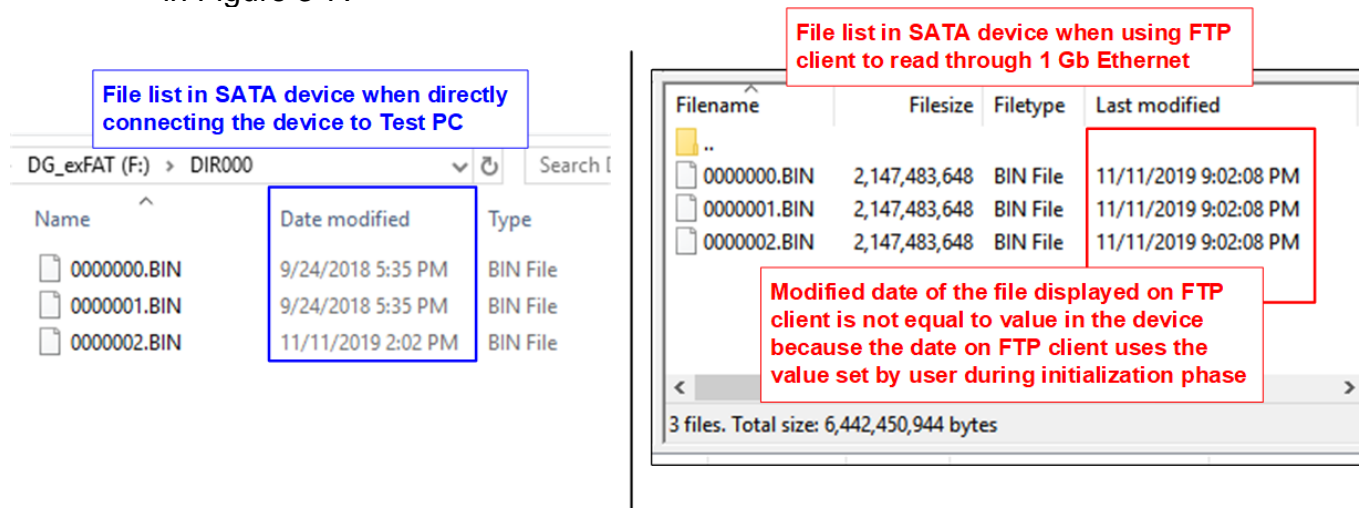 File list in SATA device when directly
connecting the device to Test PC
DG_exFAT (F:) > DIR000
Search
Name
Date modified
Type
0000000.BIN
9/24/2018 5:35 PM
BIN File
0000001.BIN
9/24/2018 5:35 PM
BIN File
0000002.BIN
11/11/2019 2:02 PM
BIN File
File list in SATA device when using FTP
client to read through 1 Gb Ethernet
Filename
Filesize
Filetype
Last modified
..
0000000.BIN
2,147,483,648
BIN File
11/11/2019 9:02:08 PM
0000001.BIN
2,147,483,648
BIN File
11/11/2019 9:02:08 PM
0000002.BIN
2,147,483,648
BIN File
11/11/2019 9:02:08 PM
Modified date of the file displayed on FTP
client is not equal to value in the device
because the date on FTP client uses the
value set by user during initialization phase
3 files. Total size: 6,442,450,944 bytes